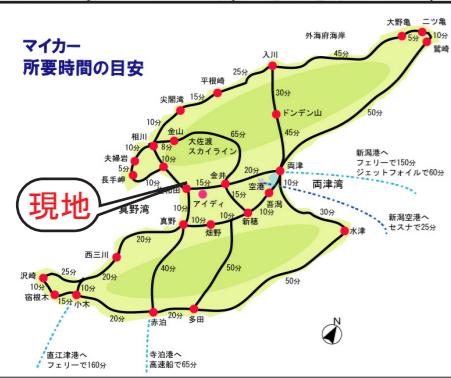 マイカー
所要時間の目安
外海府海岸
大野亀
二ツ亀
5分
10分
鷲崎
入川
45分
25分
平根崎
15分
尖閣湾
10分
30分
ドンデン山
50分
45分
相川
金山
8分
大佐渡
スカイライン
65分
夫婦岩
5分
10分
長手岬
10分
金井
15分
15分
20分
両津
新潟港へ
フェリーで150分
ジェットフォイルで60分
アイディ
空港
10分
両津湾
吾潟
現地
真野湾
10分
真野
10分
畑野
10分
新穂
10分
新潟空港へ
セスナで25分
30分
水津
西三川
20分
20分
40分
50分
50分
沢崎
25分
10分
宿根木
15分
10分
小木
20分
赤泊
20分
多田
直江津港へ
フェリーで160分
寺泊港へ
高速船で65分
N